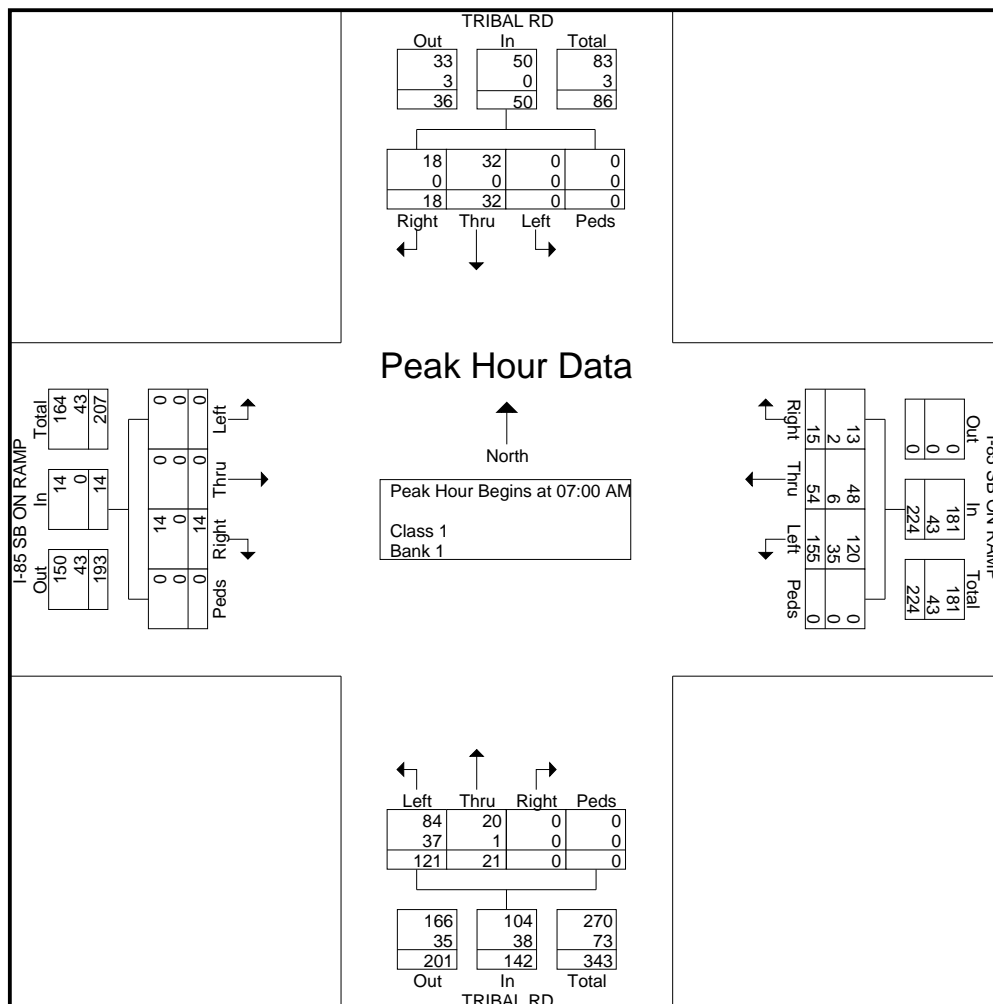 TRIBAL RD
Out In Total
33 50 83
3 0 3
36 50 86
18 32 0 0
0 0 0 0
18 32 0 0
Right Thru Left Peds
Peak Hour Data
North
Peak Hour Begins at 07:00 AM
Class 1
Bank 1
I-85 SB ON RAMP
Out In Total
150 14 164
43 0 43
193 14 207
0 14 0 0
0 0 0 0
0 14 0 0
Peds Right Thru Left
I-85 SB ON RAMP
Out In Total
0 181 181
0 43 43
0 224 224
13 48 120 0
2 6 35 0
15 54 155 0
Right Thru Left Peds
Left Thru Right Peds
84 20 0 0
37 1 0 0
121 21 0 0
166 104 270
35 38 73
201 142 343
Out In Total
TRIBAL RD